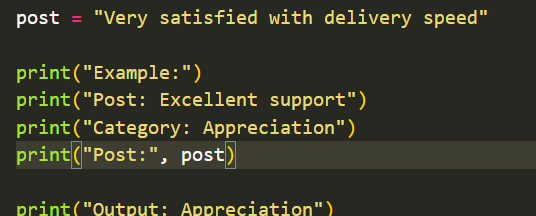 post = "Very satisfied with delivery speed"
print("Example:")
print("Post: Excellent support")
print("Category: Appreciation")
print("Post:", post)
print("Output: Appreciation")